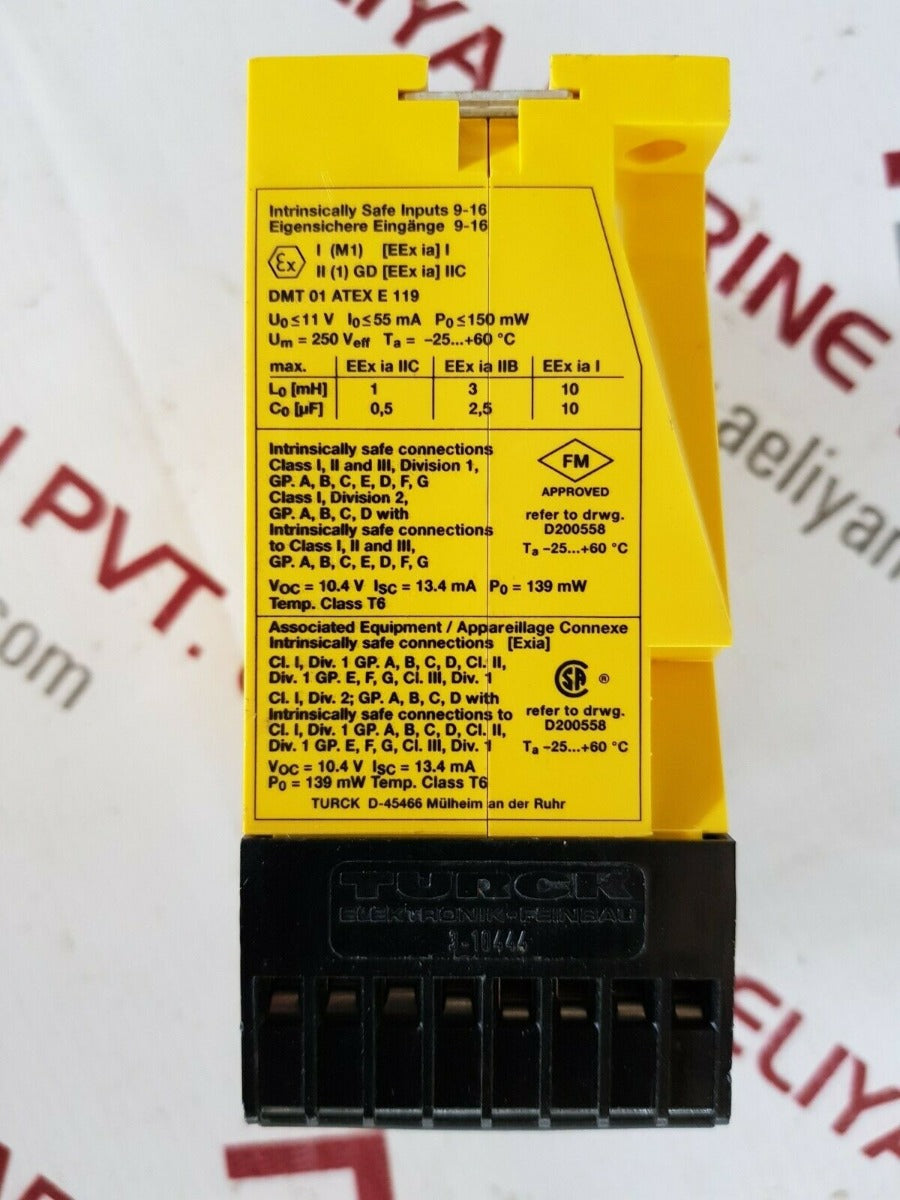 Intrinsically Safe Inputs 9-16
Eigensichere Eingänge 9-16
Ex I (M1) [EEx ia] I
II (1) GD [EEx ia] IIC
DMT 01 ATEX E 119
U₀ ≤ 11 V I₀ ≤ 55 mA P₀ ≤ 150 mW
Um = 250 Veff Ta = –25...+60 °C
max. EEx ia IIC EEx ia IIB EEx ia I
L₀ [mH] 1 3 10
C₀ [µF] 0,5 2,5 10
Intrinsically safe connections
Class I, II and III, Division 1,
GP. A, B, C, E, D, F, G
Class I, Division 2,
GP. A, B, C, D with
Intrinsically safe connections
to Class I, II and III,
GP. A, B, C, E, D, F, G
FM
APPROVED
refer to drwg.
D200558
Ta –25...+60 °C
VOC = 10.4 V ISC = 13.4 mA P₀ = 139 mW
Temp. Class T6
Associated Equipment / Appareillage Connexe
Intrinsically safe connections [Exia]
Cl. I, Div. 1 GP. A, B, C, D, Cl. II,
Div. 1 GP. E, F, G, Cl. III, Div. 1
Cl. I, Div. 2; GP. A, B, C, D with
Intrinsically safe connections to
Cl. I, Div. 1 GP. A, B, C, D, Cl. II,
Div. 1 GP. E, F, G, Cl. III, Div. 1
SA ®
refer to drwg.
D200558
Ta –25...+60 °C
VOC = 10.4 V ISC = 13.4 mA
P₀ = 139 mW Temp. Class T6
TURCK D-45466 Mülheim an der Ruhr
TURCK
ELEKTRONIK-FEINBAU
3-10444
PVT.
com
RINE
aeliyam
ELIYA